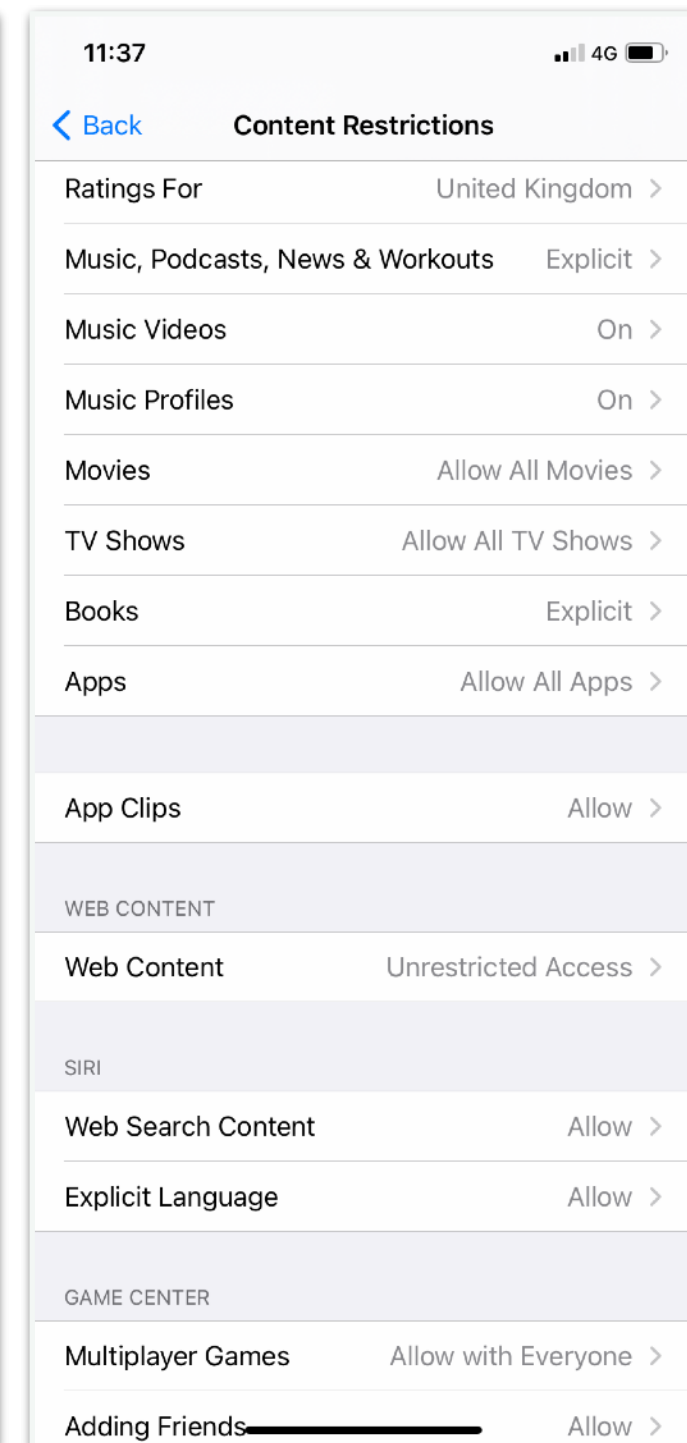 11:37 4G
Back Content Restrictions
Ratings For United Kingdom
Music, Podcasts, News & Workouts Explicit
Music Videos On
Music Profiles On
Movies Allow All Movies
TV Shows Allow All TV Shows
Books Explicit
Apps Allow All Apps
App Clips Allow
WEB CONTENT
Web Content Unrestricted Access
SIRI
Web Search Content Allow
Explicit Language Allow
GAME CENTER
Multiplayer Games Allow with Everyone
Adding Friends Allow